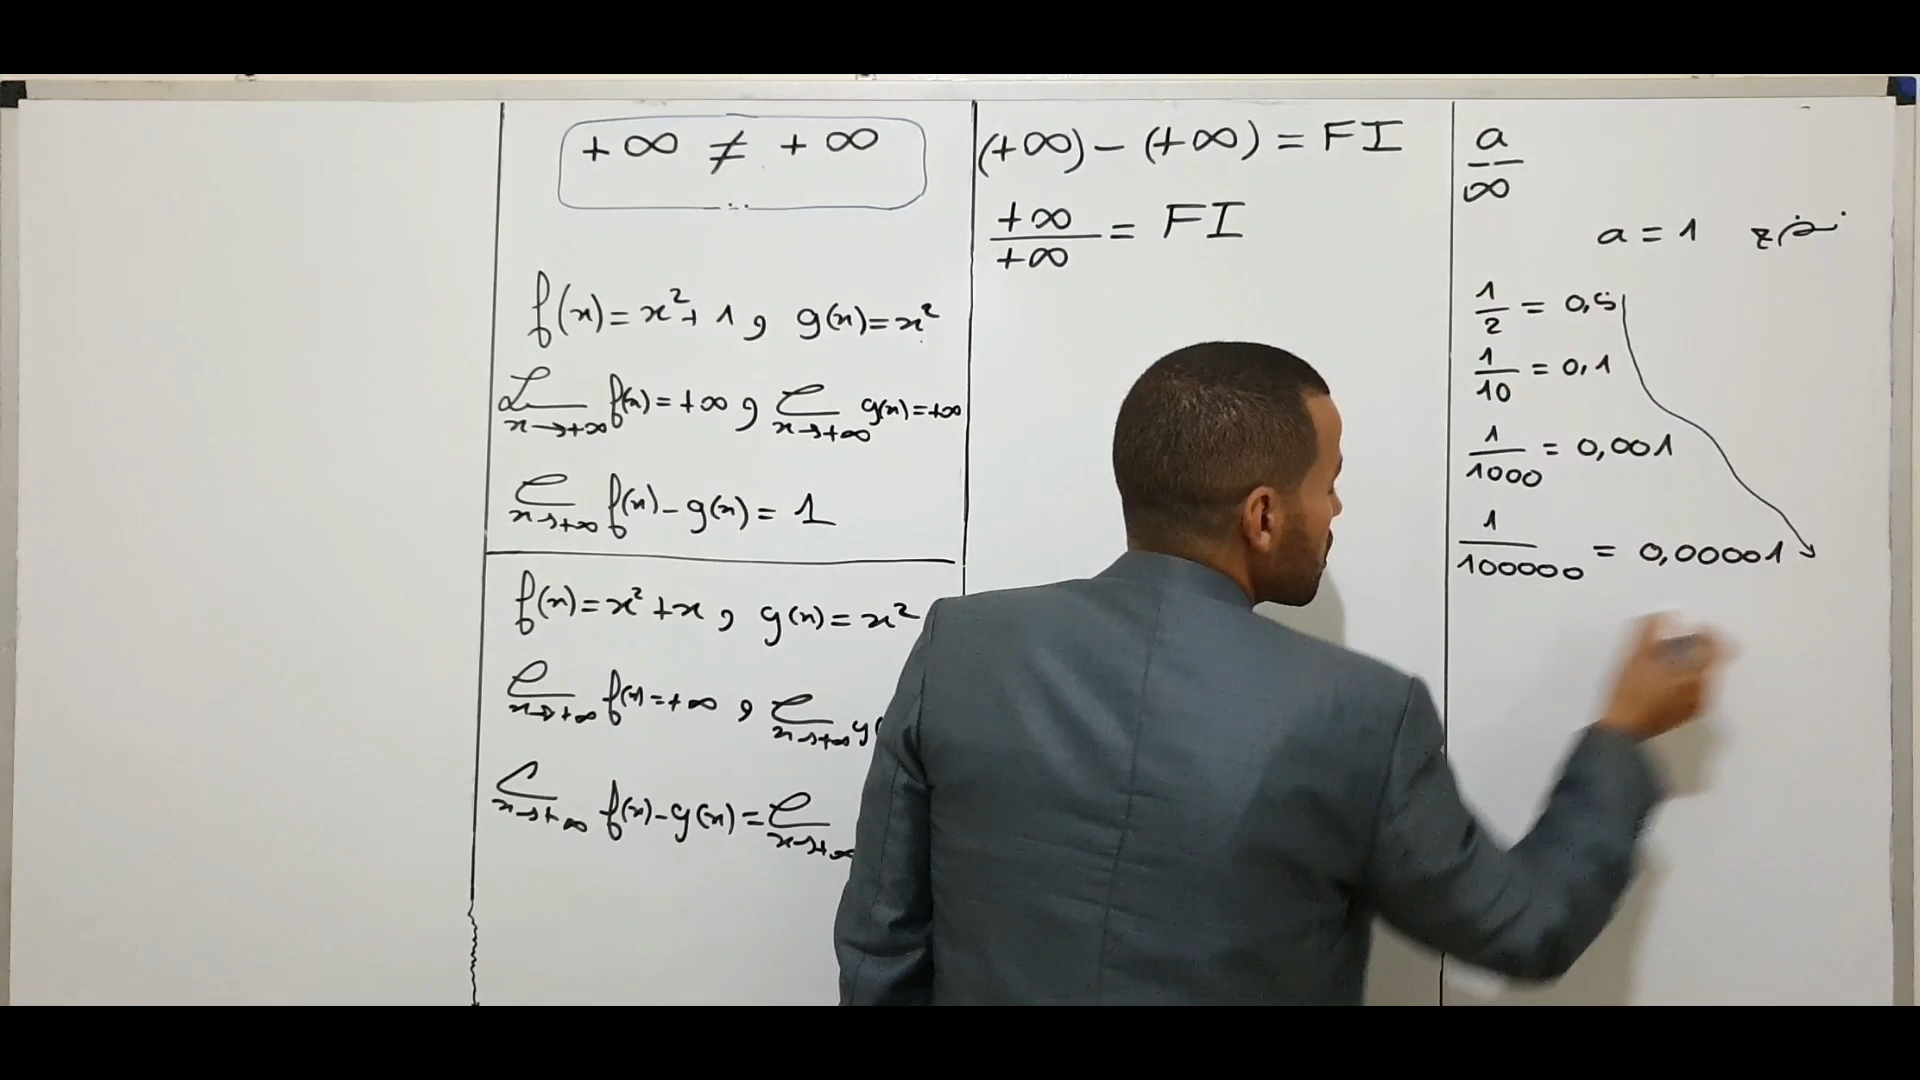 +∞ ≠ +∞
f(x) = x² + 1 , g(x) = x²
lim x→+∞ f(x) = +∞ , lim x→+∞ g(x) = +∞
lim x→+∞ f(x) - g(x) = 1
f(x) = x² + x , g(x) = x²
lim x→+∞ f(x) = +∞ , lim x→+∞ g(
lim x→+∞ f(x) - g(x) = lim x→+∞
(+∞) - (+∞) = FI
+∞/+∞ = FI
a/∞
a = 1 نفرض
1/2 = 0,5
1/10 = 0,1
1/1000 = 0,001
1/100000 = 0,00001